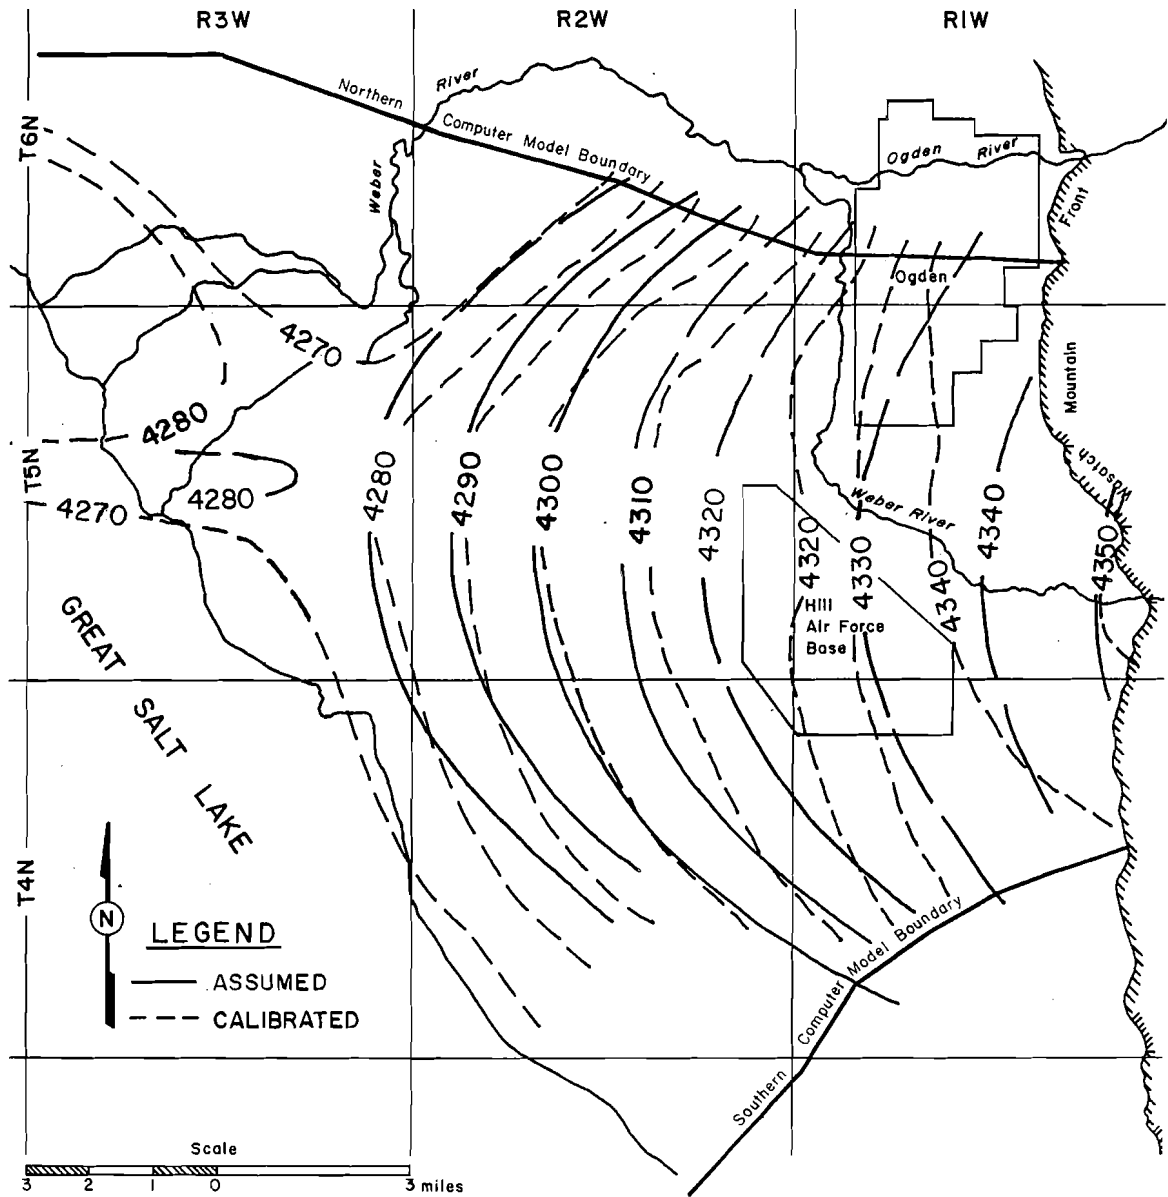 R3W
R2W
R1W
Northern
Computer Model Boundary
River
Weber
Ogden
River
Front
Mountain
Wasatch
Ogden
T6N
4270
4280
T5N
4270
4280
4280
4290
4300
4310
4320
4320
4330
4340
4340
4350
Weber River
Hill
Air Force
Base
GREAT
SALT
LAKE
T4N
N
LEGEND
ASSUMED
CALIBRATED
Southern
Computer
Model Boundary
Scale
3 2 1 0 3 miles